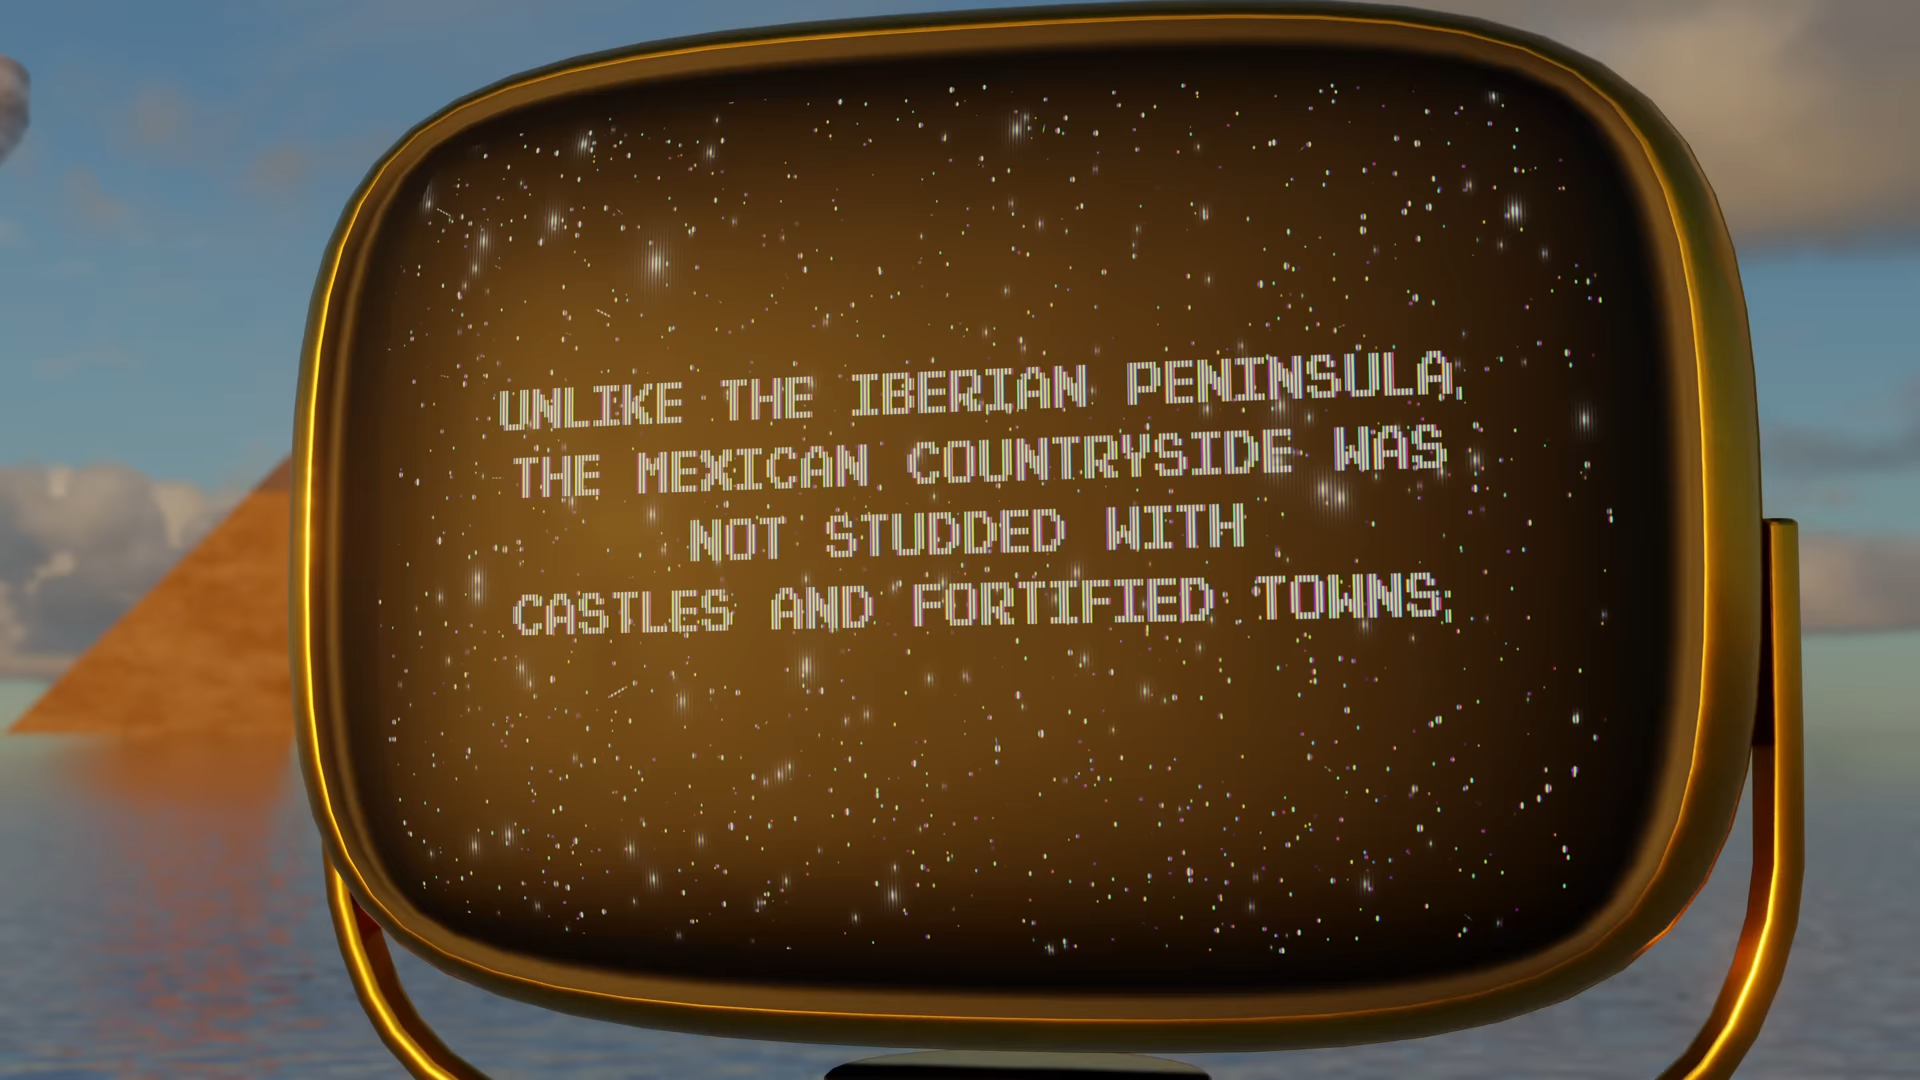 UNLIKE THE IBERIAN PENINSULA,
THE MEXICAN COUNTRYSIDE WAS
NOT STUDDED WITH
CASTLES AND FORTIFIED TOWNS;